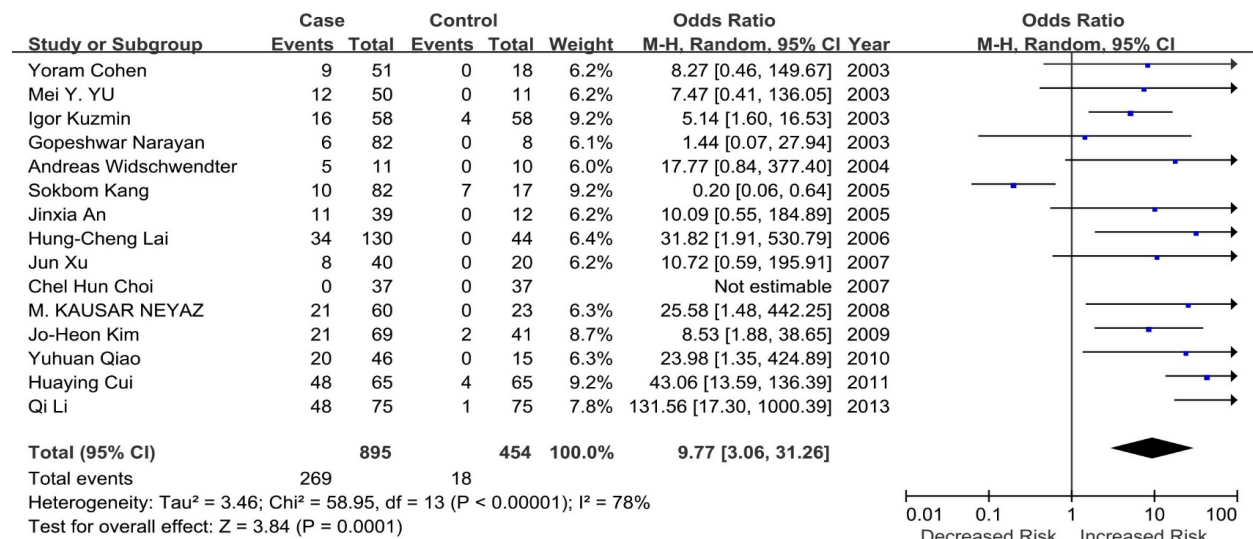 Case Control Odds Ratio Odds Ratio
Study or Subgroup Events Total Events Total Weight M-H, Random, 95% CI Year M-H, Random, 95% CI
Yoram Cohen 9 51 0 18 6.2% 8.27 [0.46, 149.67] 2003
Mei Y. YU 12 50 0 11 6.2% 7.47 [0.41, 136.05] 2003
Igor Kuzmin 16 58 4 58 9.2% 5.14 [1.60, 16.53] 2003
Gopeshwar Narayan 6 82 0 8 6.1% 1.44 [0.07, 27.94] 2003
Andreas Widschwendter 5 11 0 10 6.0% 17.77 [0.84, 377.40] 2004
Sokbom Kang 10 82 7 17 9.2% 0.20 [0.06, 0.64] 2005
Jinxia An 11 39 0 12 6.2% 10.09 [0.55, 184.89] 2005
Hung-Cheng Lai 34 130 0 44 6.4% 31.82 [1.91, 530.79] 2006
Jun Xu 8 40 0 20 6.2% 10.72 [0.59, 195.91] 2007
Chel Hun Choi 0 37 0 37 Not estimable 2007
M. KAUSAR NEYAZ 21 60 0 23 6.3% 25.58 [1.48, 442.25] 2008
Jo-Heon Kim 21 69 2 41 8.7% 8.53 [1.88, 38.65] 2009
Yuhuan Qiao 20 46 0 15 6.3% 23.98 [1.35, 424.89] 2010
Huaying Cui 48 65 4 65 9.2% 43.06 [13.59, 136.39] 2011
Qi Li 48 75 1 75 7.8% 131.56 [17.30, 1000.39] 2013
Total (95% CI) 895 454 100.0% 9.77 [3.06, 31.26]
Total events 269 18
Heterogeneity: Tau² = 3.46; Chi² = 58.95, df = 13 (P < 0.00001); I² = 78%
Test for overall effect: Z = 3.84 (P = 0.0001)
0.01 0.1 1 10 100
Decreased Risk Increased Risk